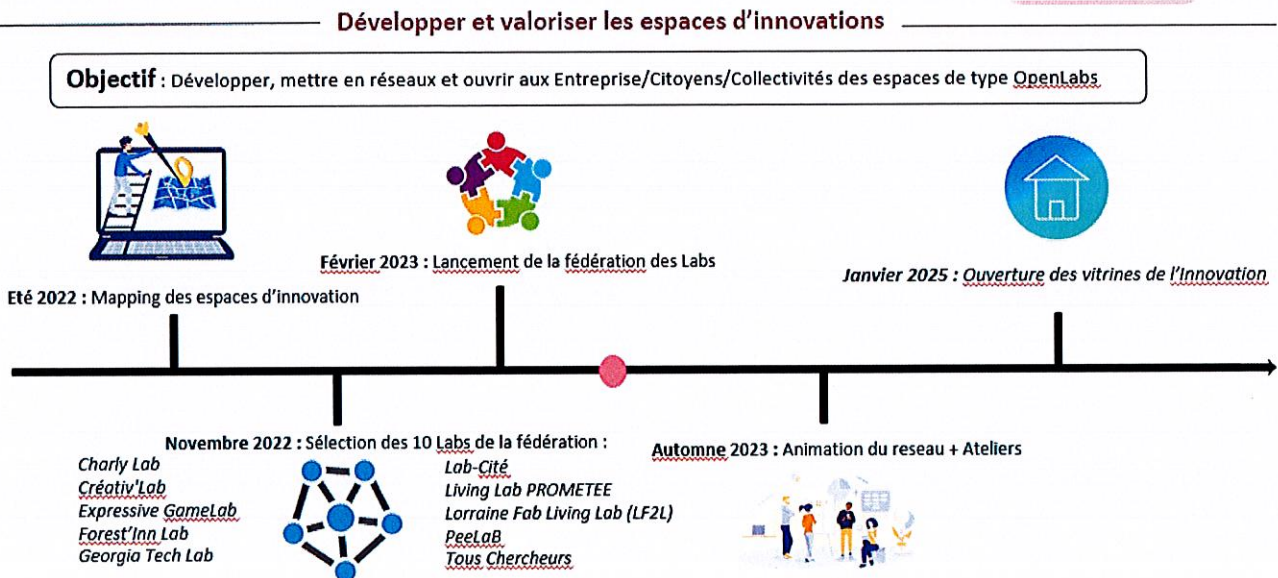 Développer et valoriser les espaces d'innovations
Objectif : Développer, mettre en réseaux et ouvrir aux Entreprise/Citoyens/Collectivités des espaces de type OpenLabs
Février 2023 : Lancement de la fédération des Labs
Janvier 2025 : Ouverture des vitrines de l'Innovation
Eté 2022 : Mapping des espaces d'innovation
Novembre 2022 : Sélection des 10 Labs de la fédération :
Charly Lab
Créativ'Lab
Expressive GameLab
Forest'Inn Lab
Georgia Tech Lab
Lab-Cité
Living Lab PROMETEE
Lorraine Fab Living Lab (LF2L)
PeeLaB
Tous Chercheurs
Automne 2023 : Animation du reseau + Ateliers